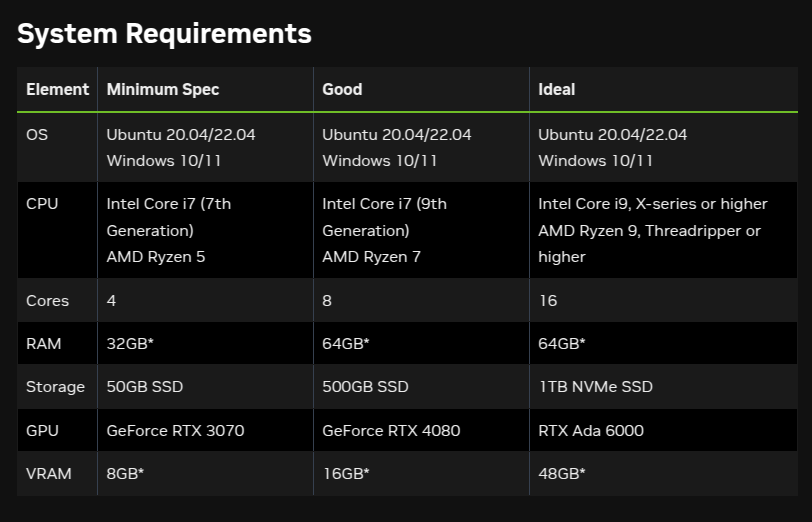 System Requirements
Element Minimum Spec Good Ideal
OS Ubuntu 20.04/22.04 Ubuntu 20.04/22.04 Ubuntu 20.04/22.04
Windows 10/11 Windows 10/11 Windows 10/11
CPU Intel Core i7 (7th Intel Core i7 (9th Intel Core i9, X-series or higher
Generation) Generation) AMD Ryzen 9, Threadripper or
AMD Ryzen 5 AMD Ryzen 7 higher
Cores 4 8 16
RAM 32GB* 64GB* 64GB*
Storage 50GB SSD 500GB SSD 1TB NVMe SSD
GPU GeForce RTX 3070 GeForce RTX 4080 RTX Ada 6000
VRAM 8GB* 16GB* 48GB*